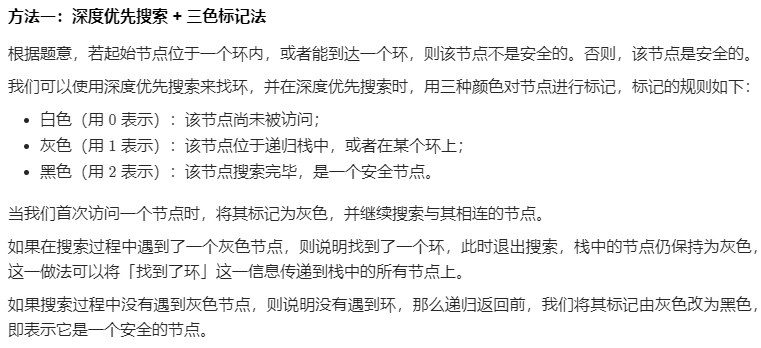 方法一：深度优先搜索 + 三色标记法
根据题意，若起始节点位于一个环内，或者能到达一个环，则该节点不是安全的。否则，该节点是安全的。
我们可以使用深度优先搜索来找环，并在深度优先搜索时，用三种颜色对节点进行标记，标记的规则如下：
• 白色（用 0 表示）：该节点尚未被访问；
• 灰色（用 1 表示）：该节点位于递归栈中，或者在某个环上；
• 黑色（用 2 表示）：该节点搜索完毕，是一个安全节点。
当我们首次访问一个节点时，将其标记为灰色，并继续搜索与其相连的节点。
如果在搜索过程中遇到了一个灰色节点，则说明找到了一个环，此时退出搜索，栈中的节点仍保持为灰色，
这一做法可以将「找到了环」这一信息传递到栈中的所有节点上。
如果搜索过程中没有遇到灰色节点，则说明没有遇到环，那么递归返回前，我们将其标记由灰色改为黑色，
即表示它是一个安全的节点。